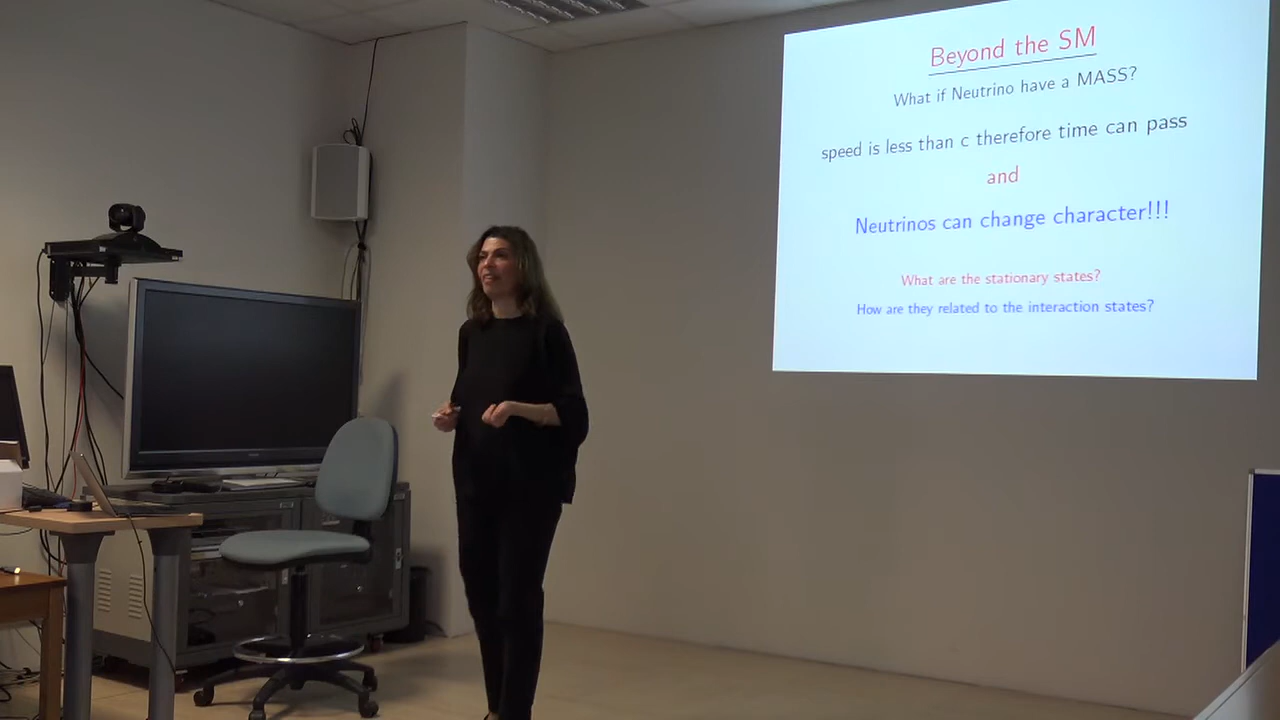 Beyond the SM
What if Neutrino have a MASS?
speed is less than c therefore time can pass
and
Neutrinos can change character!!!
What are the stationary states?
How are they related to the interaction states?